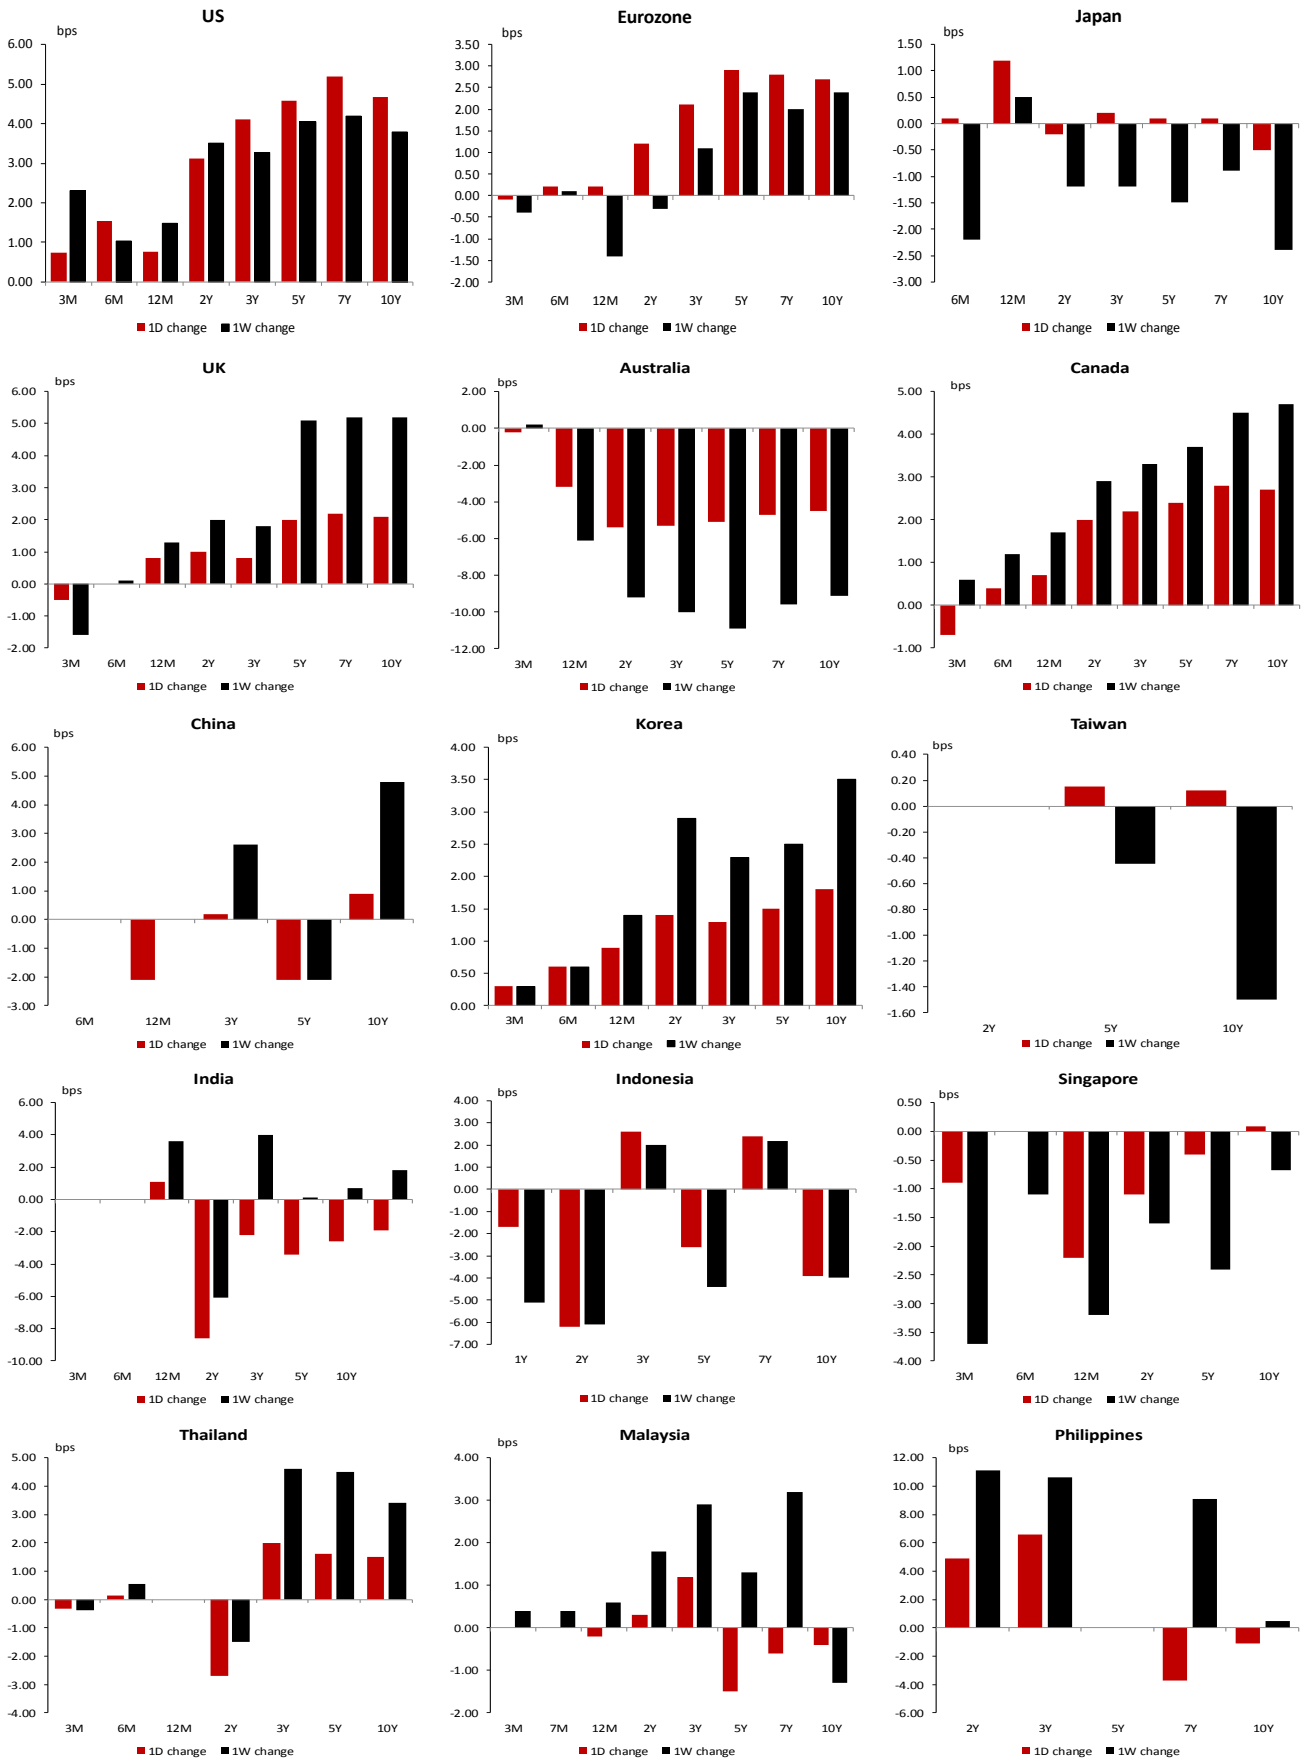 US
bps
6.00
5.00
4.00
3.00
2.00
1.00
0.00
3M 6M 12M 2Y 3Y 5Y 7Y 10Y
1D change 1W change
Eurozone
bps
3.50
3.00
2.50
2.00
1.50
1.00
0.50
0.00
-0.50
-1.00
-1.50
-2.00
3M 6M 12M 2Y 3Y 5Y 7Y 10Y
1D change 1W change
Japan
bps
1.50
1.00
0.50
0.00
-0.50
-1.00
-1.50
-2.00
-2.50
-3.00
6M 12M 2Y 3Y 5Y 7Y 10Y
1D change 1W change
UK
bps
6.00
5.00
4.00
3.00
2.00
1.00
0.00
-1.00
-2.00
3M 6M 12M 2Y 3Y 5Y 7Y 10Y
1D change 1W change
Australia
bps
2.00
0.00
-2.00
-4.00
-6.00
-8.00
-10.00
-12.00
3M 12M 2Y 3Y 5Y 7Y 10Y
1D change 1W change
Canada
bps
5.00
4.00
3.00
2.00
1.00
0.00
-1.00
3M 6M 12M 2Y 3Y 5Y 7Y 10Y
1D change 1W change
China
bps
6.00
5.00
4.00
3.00
2.00
1.00
0.00
-1.00
-2.00
-3.00
6M 12M 3Y 5Y 10Y
1D change 1W change
Korea
bps
4.00
3.50
3.00
2.50
2.00
1.50
1.00
0.50
0.00
3M 6M 12M 2Y 3Y 5Y 10Y
1D change 1W change
Taiwan
bps
0.40
0.20
0.00
-0.20
-0.40
-0.60
-0.80
-1.00
-1.20
-1.40
-1.60
2Y 5Y 10Y
1D change 1W change
India
bps
6.00
4.00
2.00
0.00
-2.00
-4.00
-6.00
-8.00
-10.00
3M 6M 12M 2Y 3Y 5Y 10Y
1D change 1W change
Indonesia
bps
4.00
3.00
2.00
1.00
0.00
-1.00
-2.00
-3.00
-4.00
-5.00
-6.00
-7.00
1Y 2Y 3Y 5Y 7Y 10Y
1D change 1W change
Singapore
bps
0.50
0.00
-0.50
-1.00
-1.50
-2.00
-2.50
-3.00
-3.50
-4.00
3M 6M 12M 2Y 5Y 10Y
1D change 1W change
Thailand
bps
5.00
4.00
3.00
2.00
1.00
0.00
-1.00
-2.00
-3.00
-4.00
3M 6M 12M 2Y 3Y 5Y 10Y
1D change 1W change
Malaysia
bps
4.00
3.00
2.00
1.00
0.00
-1.00
-2.00
3M 7M 12M 2Y 3Y 5Y 7Y 10Y
1D change 1W change
Philippines
bps
12.00
10.00
8.00
6.00
4.00
2.00
0.00
-2.00
-4.00
-6.00
2Y 3Y 5Y 7Y 10Y
1D change 1W change